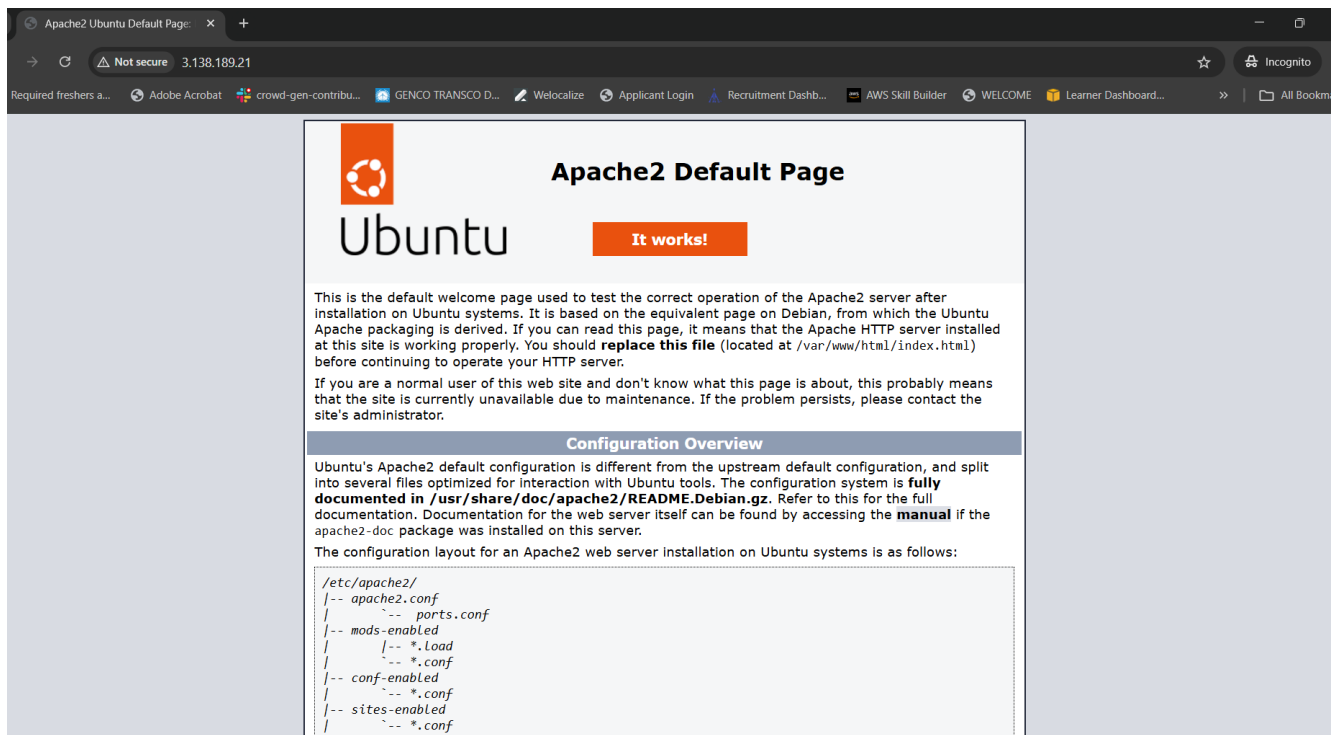 Apache2 Ubuntu Default Page:
Not secure 3.138.189.21 Incognito
Required freshers a... Adobe Acrobat crowd-gen-contribu... GENCO TRANSCO D... Welocalize Applicant Login Recruitment Dashb... AWS Skill Builder WELCOME Learner Dashboard... » All Bookma
Apache2 Default Page
Ubuntu
It works!
This is the default welcome page used to test the correct operation of the Apache2 server after
installation on Ubuntu systems. It is based on the equivalent page on Debian, from which the Ubuntu
Apache packaging is derived. If you can read this page, it means that the Apache HTTP server installed
at this site is working properly. You should replace this file (located at /var/www/html/index.html)
before continuing to operate your HTTP server.
If you are a normal user of this web site and don't know what this page is about, this probably means
that the site is currently unavailable due to maintenance. If the problem persists, please contact the
site's administrator.
Configuration Overview
Ubuntu's Apache2 default configuration is different from the upstream default configuration, and split
into several files optimized for interaction with Ubuntu tools. The configuration system is fully
documented in /usr/share/doc/apache2/README.Debian.gz. Refer to this for the full
documentation. Documentation for the web server itself can be found by accessing the manual if the
apache2-doc package was installed on this server.
The configuration layout for an Apache2 web server installation on Ubuntu systems is as follows:
/etc/apache2/
|-- apache2.conf
|       `--  ports.conf
|-- mods-enabled
|       |-- *.load
|       `-- *.conf
|-- conf-enabled
|       `-- *.conf
|-- sites-enabled
|       `-- *.conf